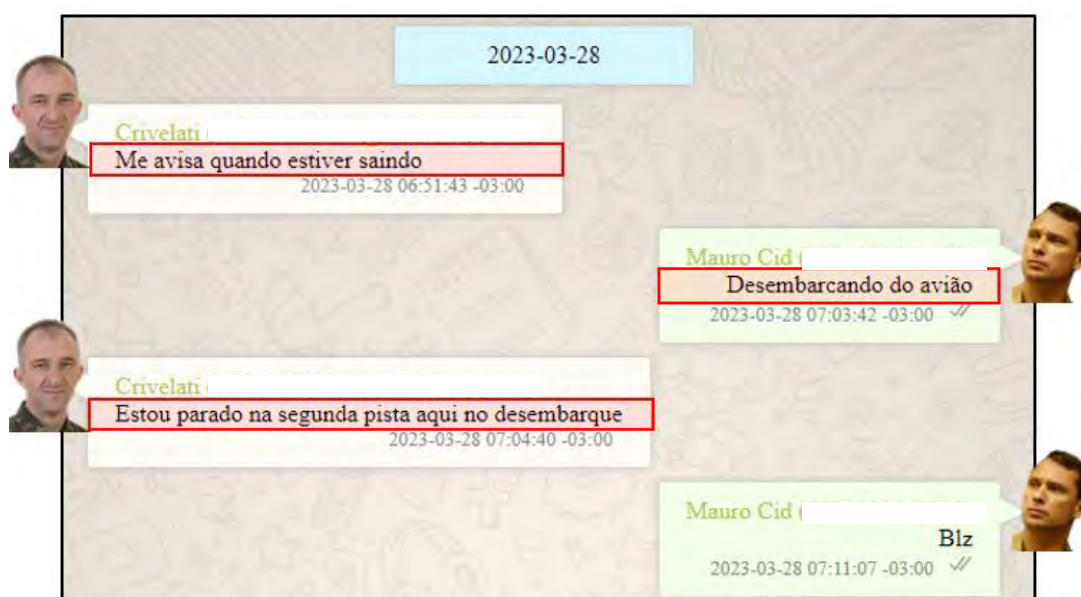 2023-03-28
Crivelati
Me avisa quando estiver saindo
2023-03-28 06:51:43 -03:00
Mauro Cid (
Desembarcando do avião
2023-03-28 07:03:42 -03:00
Crivelati
Estou parado na segunda pista aqui no desembarque
2023-03-28 07:04:40 -03:00
Mauro Cid (
Blz
2023-03-28 07:11:07 -03:00